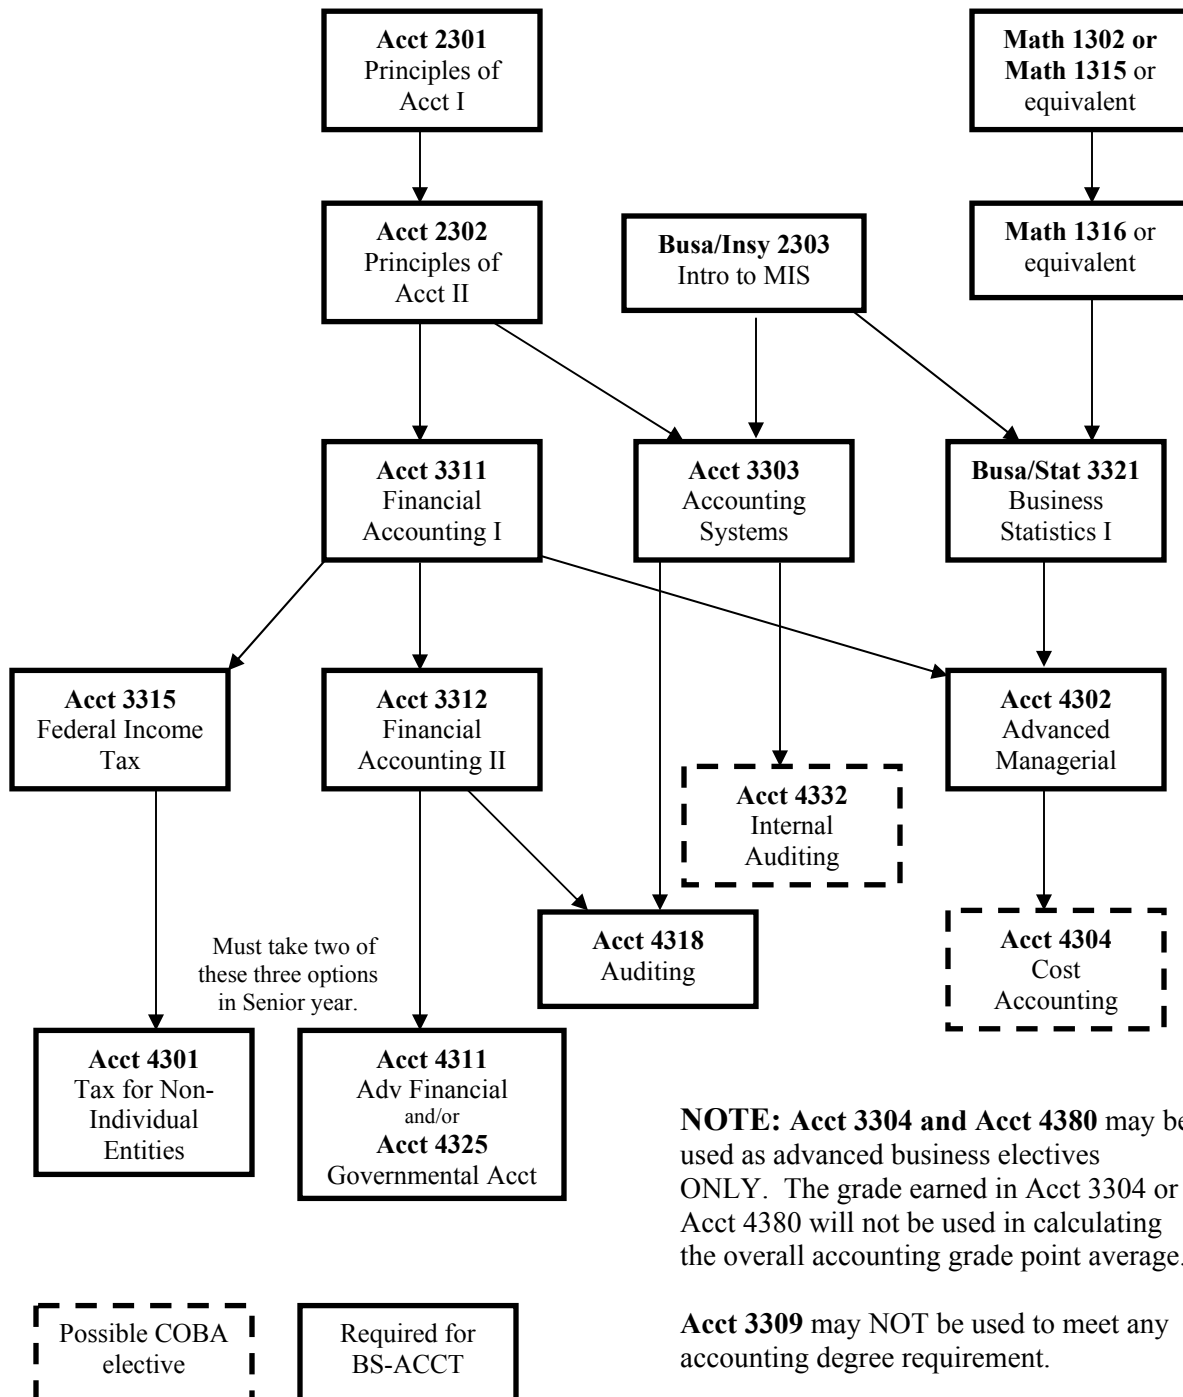 Acct 2301
Principles of
Acct I
Math 1302 or
Math 1315 or
equivalent
Acct 2302
Principles of
Acct II
Busa/Insy 2303
Intro to MIS
Math 1316 or
equivalent
Acct 3311
Financial
Accounting I
Acct 3303
Accounting
Systems
Busa/Stat 3321
Business
Statistics I
Acct 3315
Federal Income
Tax
Acct 3312
Financial
Accounting II
Acct 4302
Advanced
Managerial
Acct 4332
Internal
Auditing
Must take two of
these three options
in Senior year.
Acct 4318
Auditing
Acct 4304
Cost
Accounting
Acct 4301
Tax for Non-
Individual
Entities
Acct 4311
Adv Financial
and/or
Acct 4325
Governmental Acct
NOTE: Acct 3304 and Acct 4380 may be
used as advanced business electives
ONLY. The grade earned in Acct 3304 or
Acct 4380 will not be used in calculating
the overall accounting grade point average.
Acct 3309 may NOT be used to meet any
accounting degree requirement.
Possible COBA
elective
Required for
BS-ACCT